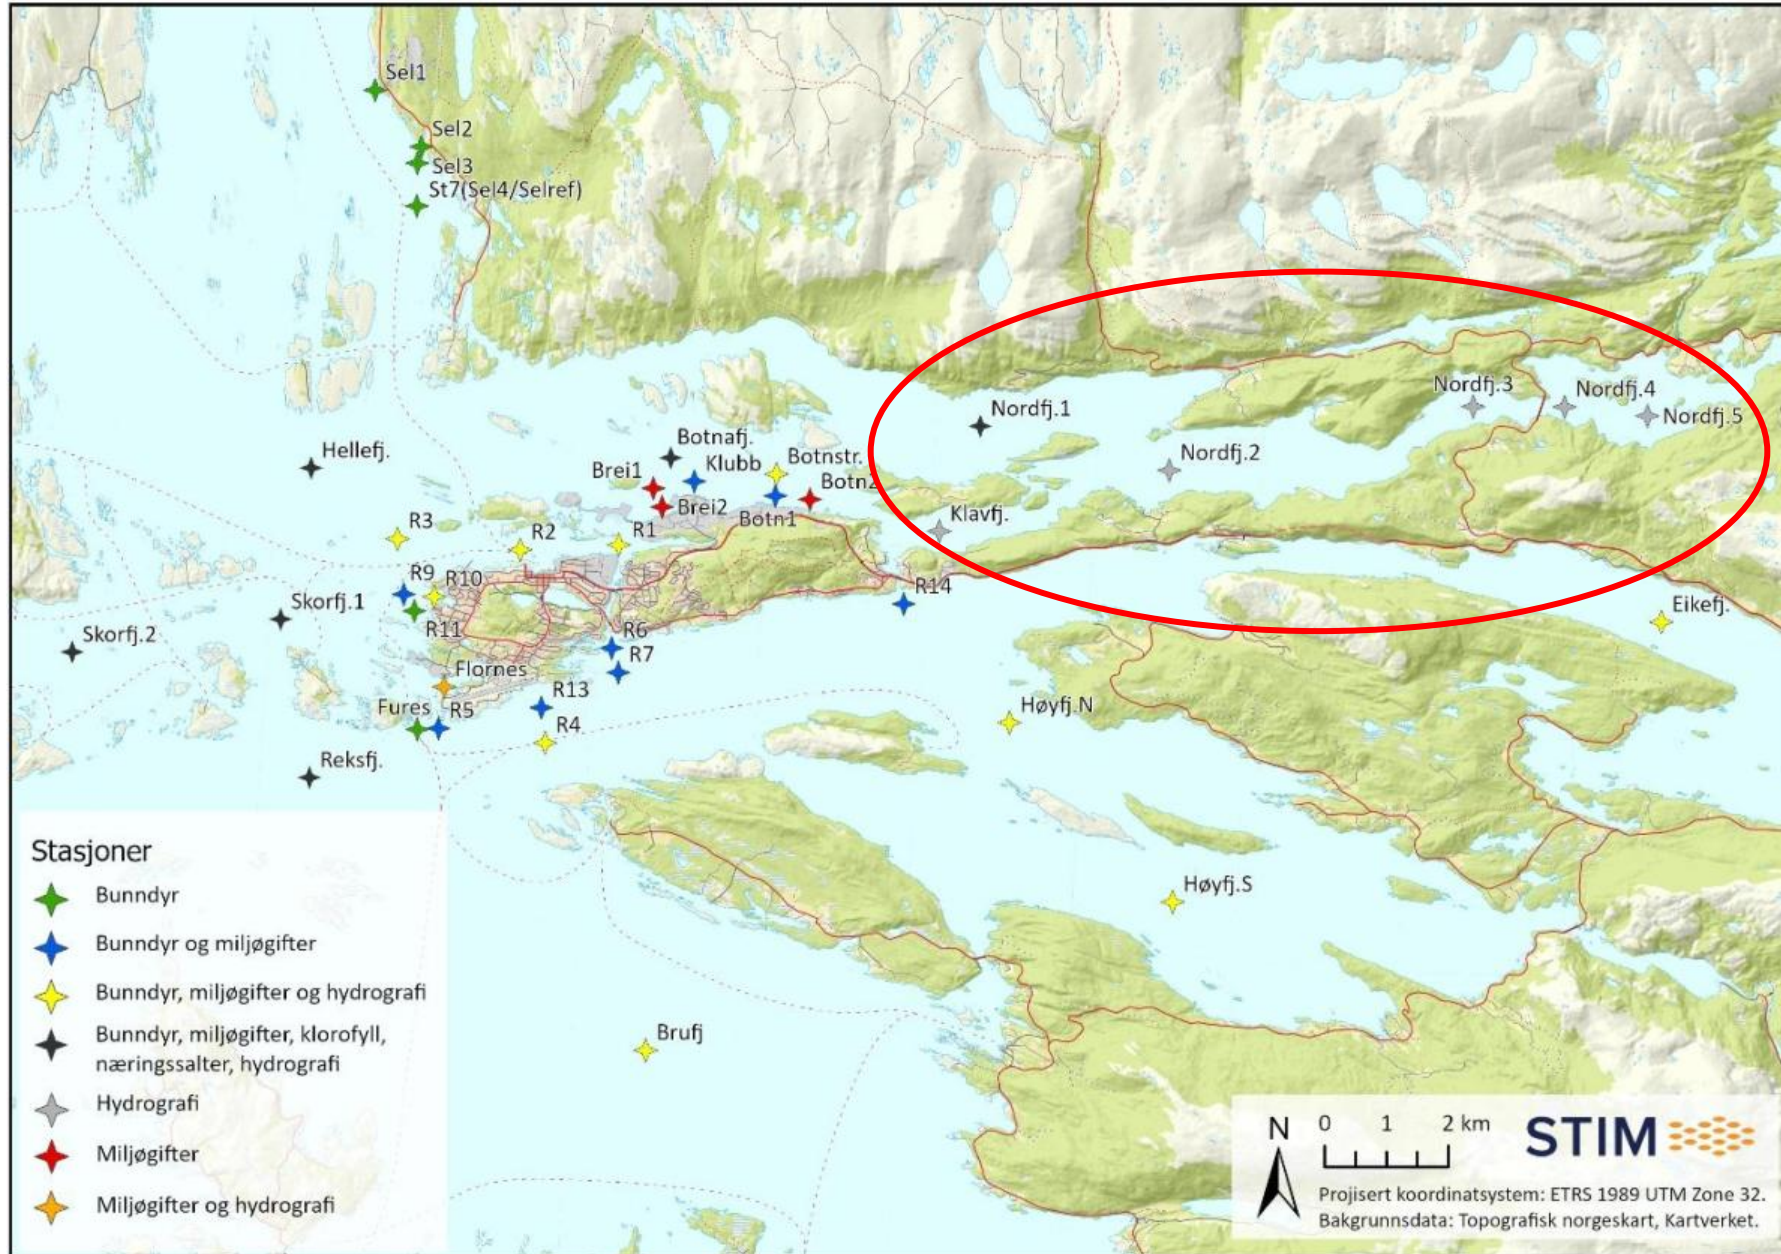 Sel1
Sel2
Sel3
St7(Sel4/Selref)
Nordfj.3
Nordfj.4
Nordfj.1
Nordfj.5
Hellefj.
Botnafj.
Klubb
Botnstr.
Nordfj.2
Brei1
Botn2
Brei2
Botn1
Klavfj.
R3
R2
R1
R9
R10
R14
Skorfj.1
Eikefj.
Skorfj.2
R11
R6
R7
Flornes
R13
Fures
R5
R4
Høyfj.N
Reksfj.
Høyfj.S
Brufj
Stasjoner
Bunndyr
Bunndyr og miljøgifter
Bunndyr, miljøgifter og hydrografi
Bunndyr, miljøgifter, klorofyll,
næringssalter, hydrografi
Hydrografi
Miljøgifter
Miljøgifter og hydrografi
N
0 1 2 km
STIM
Projisert koordinatsystem: ETRS 1989 UTM Zone 32.
Bakgrunnsdata: Topografisk norgeskart, Kartverket.